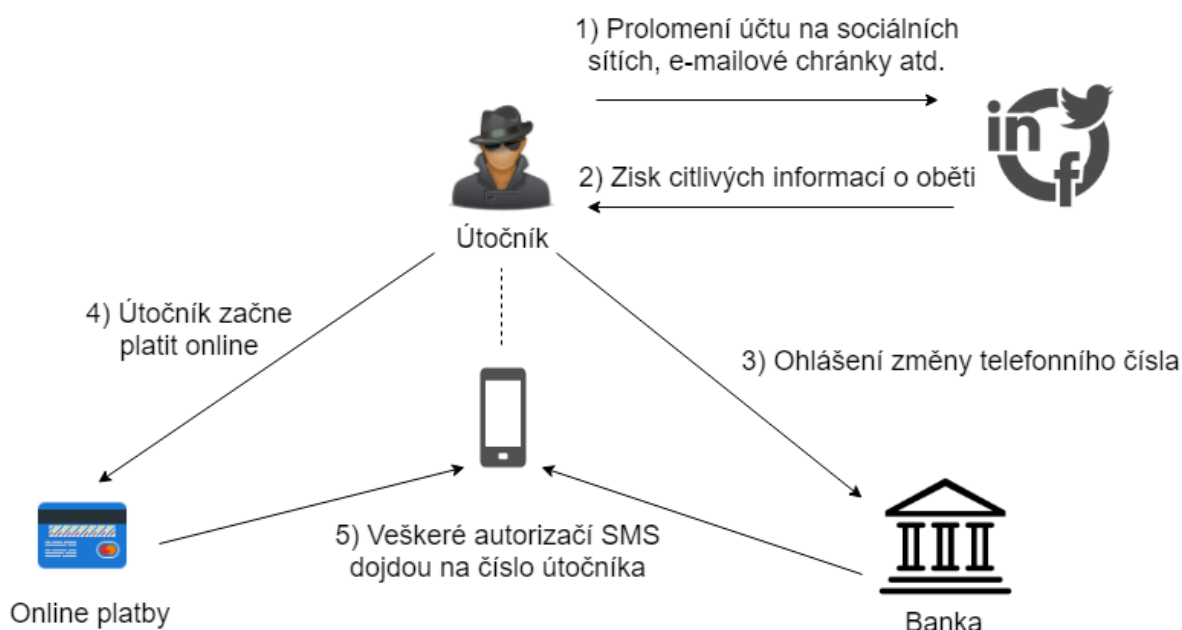 1) Prolomení účtu na sociálních
sítích, e-mailové chránky atd.
in
f
2) Zisk citlivých informací o oběti
Útočník
4) Útočník začne
platit online
3) Ohlášení změny telefonního čísla
5) Veškeré autorizačí SMS
dojdou na číslo útočníka
Online platby
Banka